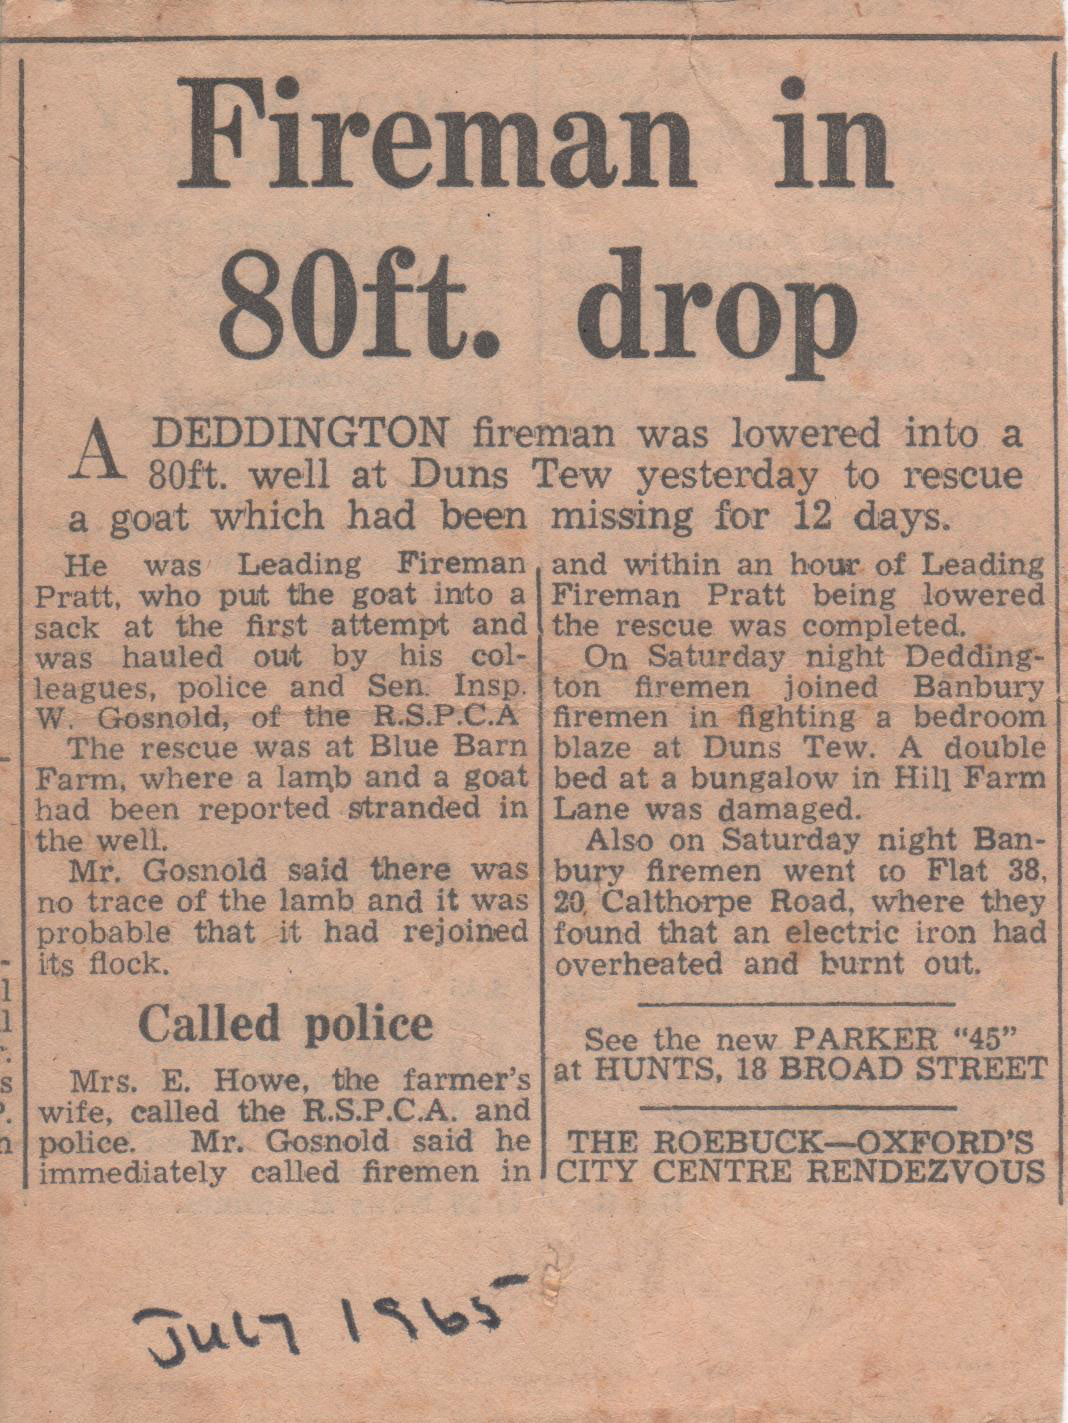 Fireman in
80ft. drop
A DEDDINGTON fireman was lowered into a
80ft. well at Duns Tew yesterday to rescue
a goat which had been missing for 12 days.
He was Leading Fireman
Pratt, who put the goat into a
sack at the first attempt and
was hauled out by his col-
leagues, police and Sen. Insp.
W. Gosnold, of the R.S.P.C.A
The rescue was at Blue Barn
Farm, where a lamb and a goat
had been reported stranded in
the well.
Mr. Gosnold said there was
no trace of the lamb and it was
probable that it had rejoined
its flock.
Called police
Mrs. E. Howe, the farmer's
wife, called the R.S.P.C.A. and
police. Mr. Gosnold said he
immediately called firemen in
and within an hour of Leading
Fireman Pratt being lowered
the rescue was completed.
On Saturday night Dedding-
ton firemen joined Banbury
firemen in fighting a bedroom
blaze at Duns Tew. A double
bed at a bungalow in Hill Farm
Lane was damaged.
Also on Saturday night Ban-
bury firemen went to Flat 38,
20, Calthorpe Road, where they
found that an electric iron had
overheated and burnt out.
See the new PARKER “45”
at HUNTS, 18 BROAD STREET
THE ROEBUCK—OXFORD'S
CITY CENTRE RENDEZVOUS
July 1965